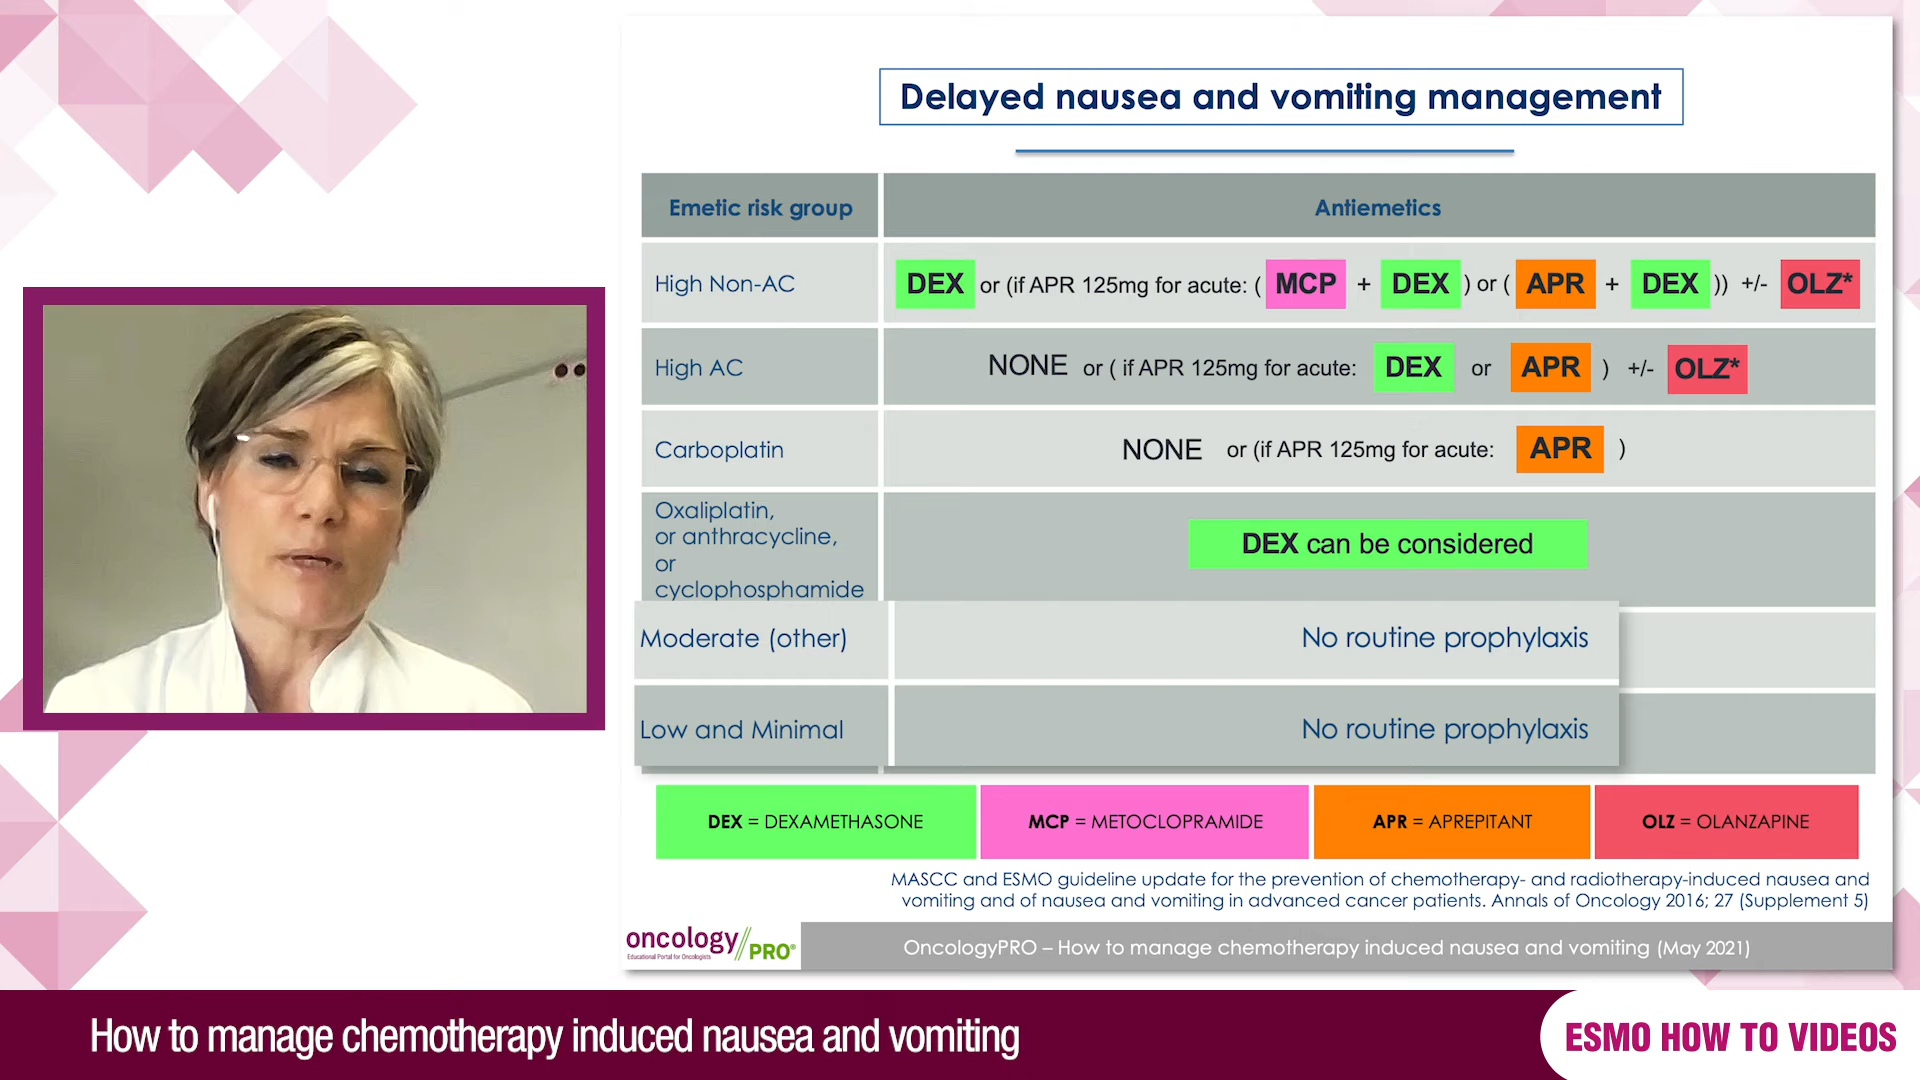 Delayed nausea and vomiting management
Emetic risk group
Antiemetics
High Non-AC
DEX or (if APR 125mg for acute: ( MCP + DEX ) or ( APR + DEX )) +/- OLZ*
High AC
NONE or ( if APR 125mg for acute: DEX or APR ) +/- OLZ*
Carboplatin
NONE or (if APR 125mg for acute: APR )
Oxaliplatin,
or anthracycline,
or
cyclophosphamide
DEX can be considered
Moderate (other)
No routine prophylaxis
Low and Minimal
No routine prophylaxis
DEX = DEXAMETHASONE
MCP = METOCLOPRAMIDE
APR = APREPITANT
OLZ = OLANZAPINE
MASCC and ESMO guideline update for the prevention of chemotherapy- and radiotherapy-induced nausea and
vomiting and of nausea and vomiting in advanced cancer patients. Annals of Oncology 2016; 27 (Supplement 5)
oncology//PRO®
Educational Portal for Oncologists
OncologyPRO – How to manage chemotherapy induced nausea and vomiting (May 2021)
How to manage chemotherapy induced nausea and vomiting
ESMO HOW TO VIDEOS